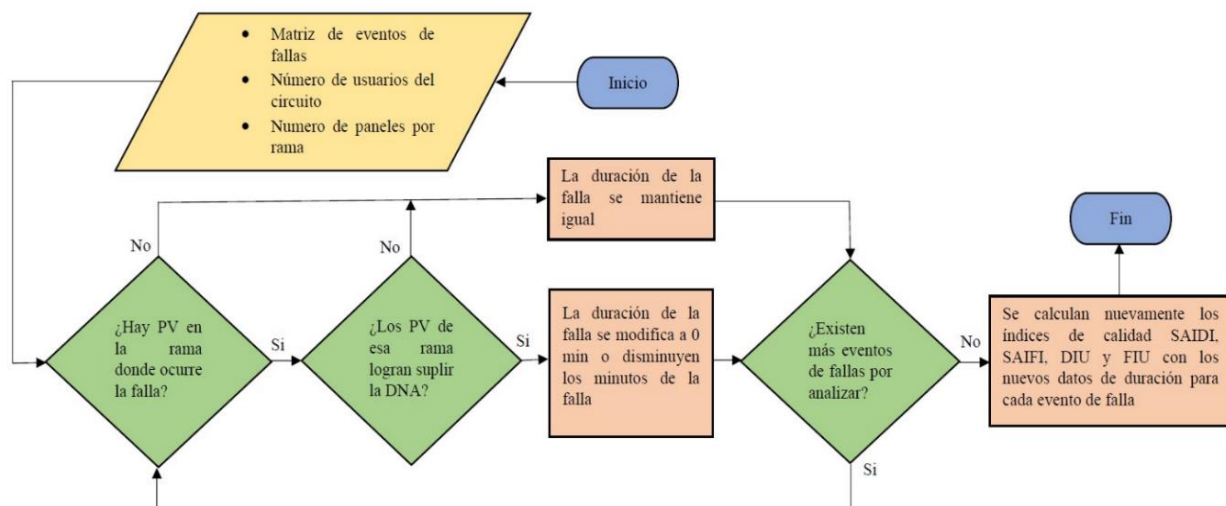 • Matriz de eventos de
fallas
• Número de usuarios del
circuito
• Numero de paneles por
rama
Inicio
La duración de la
falla se mantiene
igual
Fin
No
No
¿Hay PV en
la rama
donde ocurre
la falla?
Si
¿Los PV de
esa rama
logran suplir
la DNA?
Si
La duración de la
falla se modifica a 0
min o disminuyen
los minutos de la
falla
¿Existen
más eventos
de fallas por
analizar?
No
Se calculan nuevamente los
índices de calidad SAIDI,
SAIFI, DIU y FIU con los
nuevos datos de duración para
cada evento de falla
Si